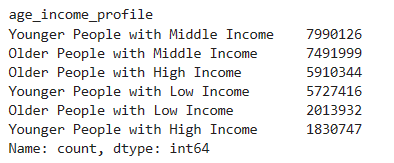 age_income_profile
Younger People with Middle Income    7990126
Older People with Middle Income      7491999
Older People with High Income        5910344
Younger People with Low Income       5727416
Older People with Low Income         2013932
Younger People with High Income      1830747
Name: count, dtype: int64